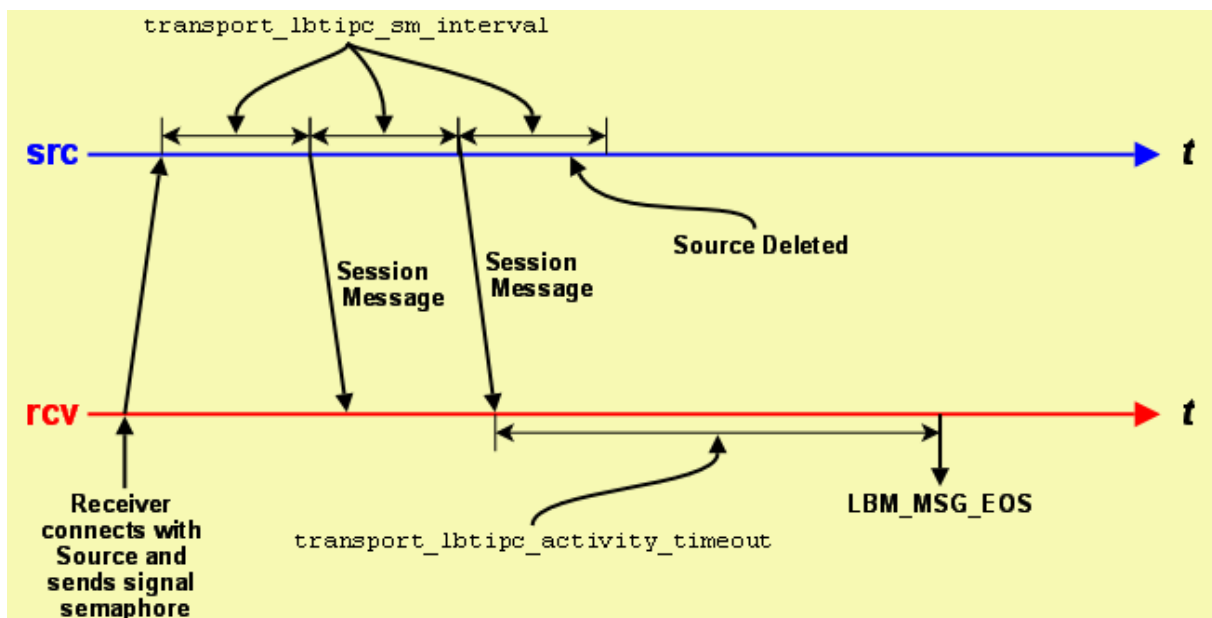 transport_lbtipc_sm_interval
src
t
Source Deleted
Session
Message
Session
Message
rcv
t
Receiver
connects with
Source and
sends signal
semaphore
transport_lbtipc_activity_timeout
LBM_MSG_EOS